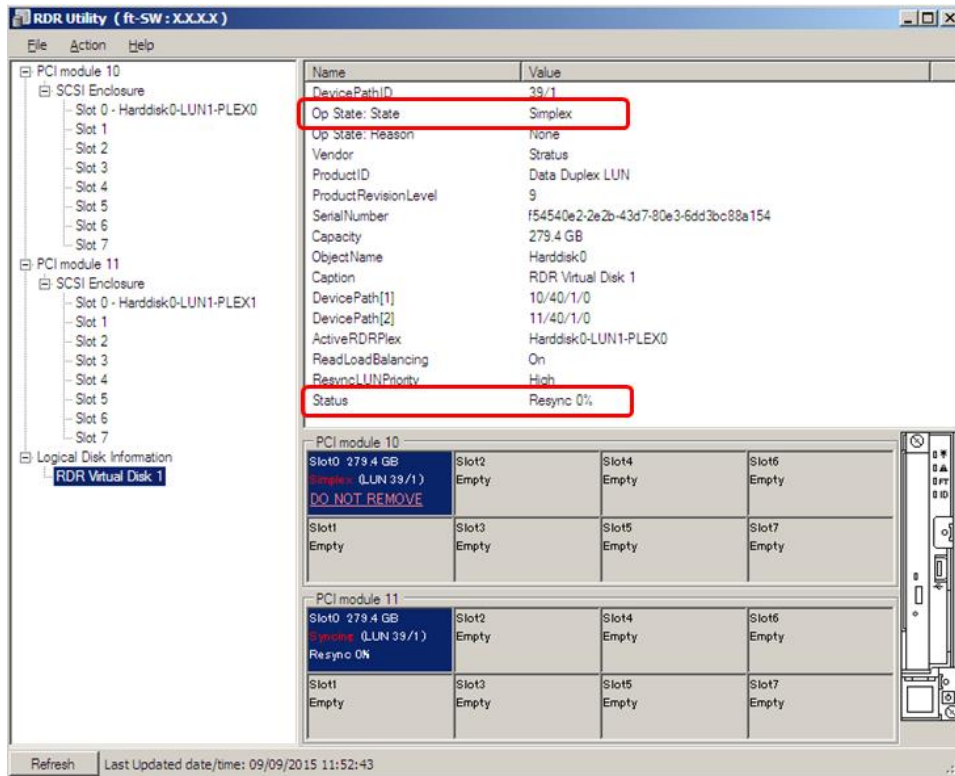 RDR Utility ( ft-SW : X.X.X.X )
File Action Help
PCI module 10
SCSI Enclosure
Slot 0 - Harddisk0-LUN1-PLEX0
Slot 1
Slot 2
Slot 3
Slot 4
Slot 5
Slot 6
Slot 7
PCI module 11
SCSI Enclosure
Slot 0 - Harddisk0-LUN1-PLEX1
Slot 1
Slot 2
Slot 3
Slot 4
Slot 5
Slot 6
Slot 7
Logical Disk Information
RDR Virtual Disk 1
Name Value
DevicePathID 39/1
Op State: State Simplex
Op State: Reason None
Vendor Stratus
ProductID Data Duplex LUN
ProductRevisionLevel 9
SerialNumber f54540e2-2e2b-43d7-80e3-6dd3bc88a154
Capacity 279.4 GB
ObjectName Harddisk0
Caption RDR Virtual Disk 1
DevicePath[1] 10/40/1/0
DevicePath[2] 11/40/1/0
ActiveRDRPlex Harddisk0-LUN1-PLEX0
ReadLoadBalancing On
ResyncLUNPriority High
Status Resync 0%
PCI module 10
Slot0 279.4 GB Slot2 Slot4 Slot6
Simplex (LUN 39/1) Empty Empty Empty
DO NOT REMOVE
Slot1 Slot3 Slot5 Slot7
Empty Empty Empty Empty
FT
ID
PCI module 11
Slot0 279.4 GB Slot2 Slot4 Slot6
Syncing (LUN 39/1) Empty Empty Empty
Resync 0%
Slot1 Slot3 Slot5 Slot7
Empty Empty Empty Empty
Refresh Last Updated date/time: 09/09/2015 11:52:43